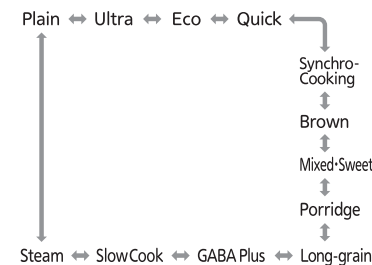 Plain Ultra Eco Quick
Synchro-
Cooking
Brown
Mixed･Sweet
Porridge
Steam SlowCook GABA Plus Long-grain